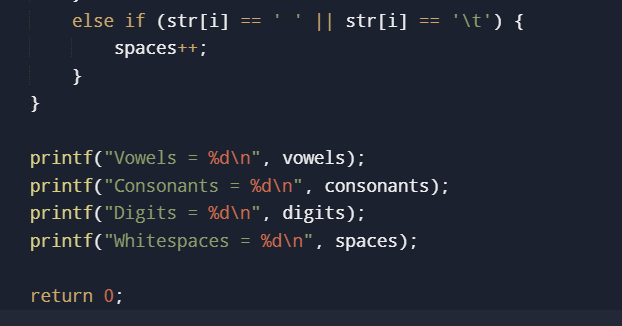 else if (str[i] == ' ' || str[i] == '\t') {
spaces++;
}
}
printf("Vowels = %d\n", vowels);
printf("Consonants = %d\n", consonants);
printf("Digits = %d\n", digits);
printf("Whitespaces = %d\n", spaces);
return 0;